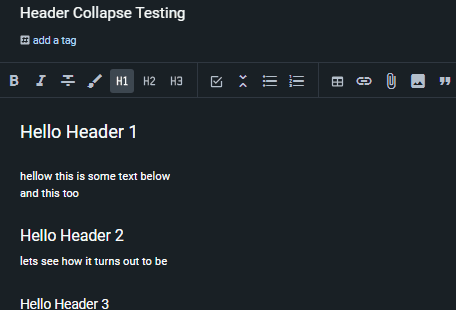 Header Collapse Testing
# add a tag
B I S H1 H2 H3
Hello Header 1
hellow this is some text below
and this too
Hello Header 2
lets see how it turns out to be
Hello Header 3